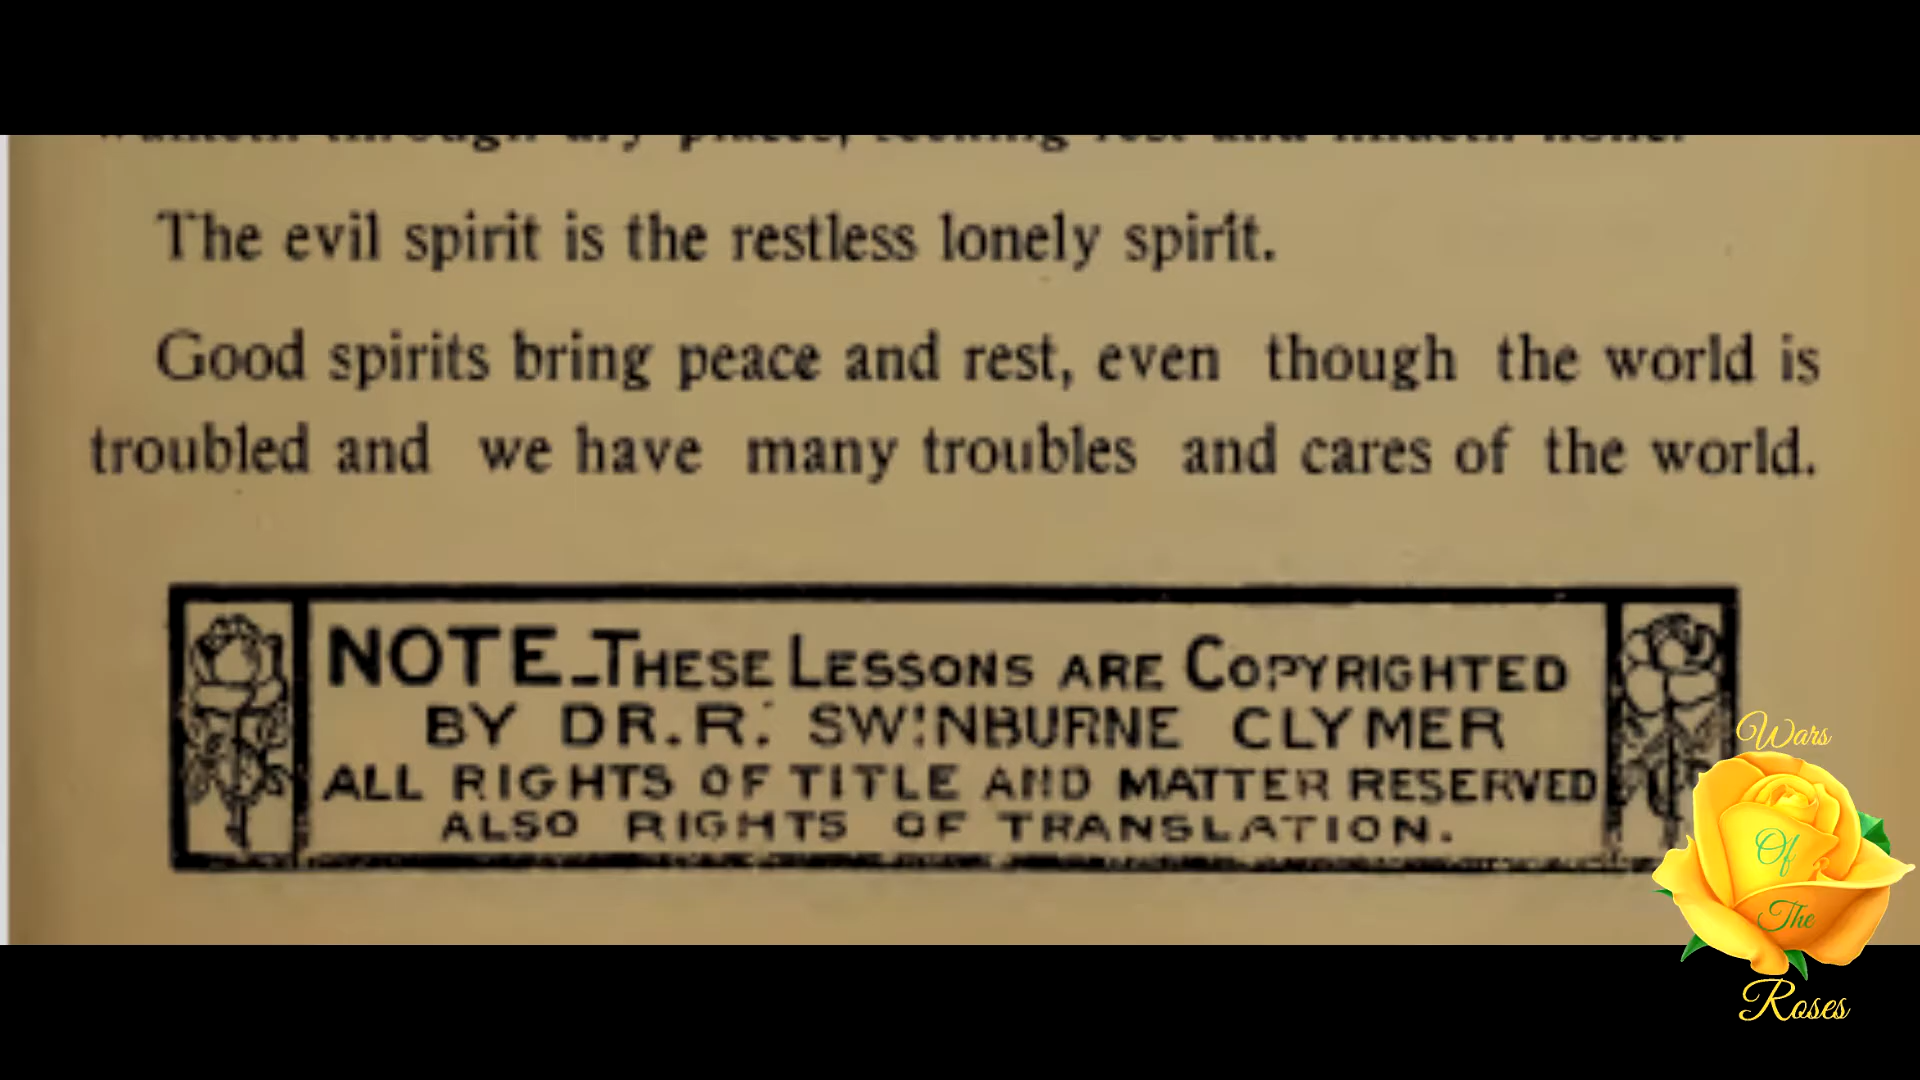 The evil spirit is the restless lonely spirit.
Good spirits bring peace and rest, even though the world is
troubled and we have many troubles and cares of the world.
NOTE_THESE LESSONS ARE COPYRIGHTED
BY DR. R. SWINBURNE CLYMER
ALL RIGHTS OF TITLE AND MATTER RESERVED
ALSO RIGHTS OF TRANSLATION.
Wars
Of
The
Roses